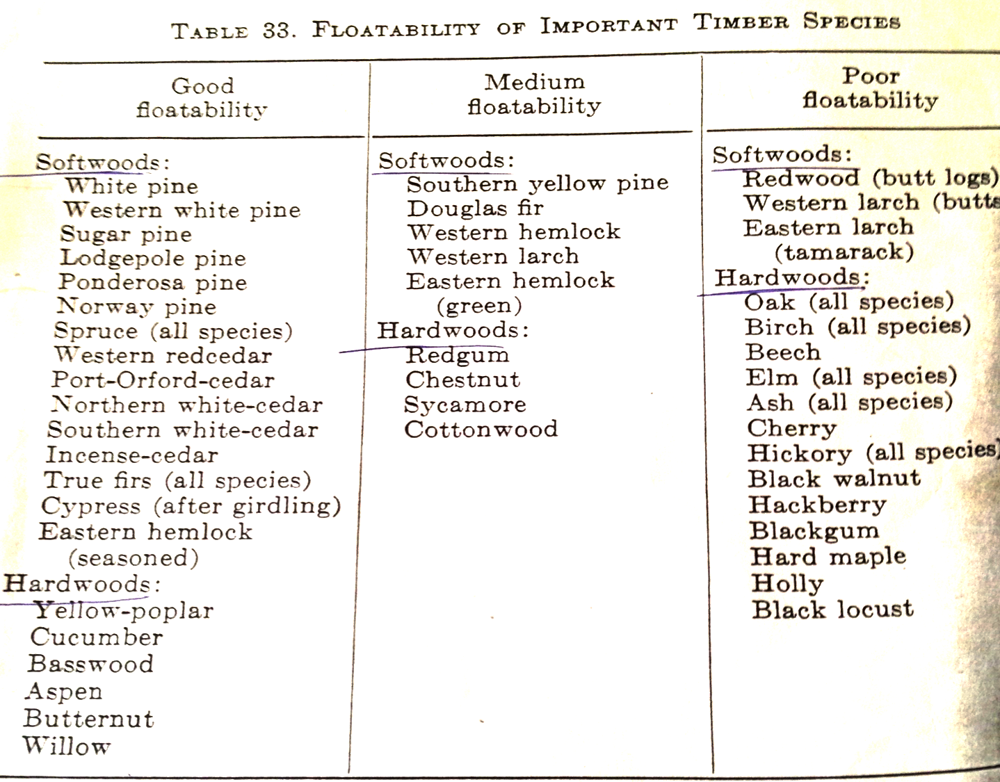 TABLE 33. FLOATABILITY OF IMPORTANT TIMBER SPECIES
Good
floatability
Softwoods:
White pine
Western white pine
Sugar pine
Lodgepole pine
Ponderosa pine
Norway pine
Spruce (all species)
Western redcedar
Port-Orford-cedar
Northern white-cedar
Southern white-cedar
Incense-cedar
True firs (all species)
Cypress (after girdling)
Eastern hemlock
(seasoned)
Hardwoods:
Yellow-poplar
Cucumber
Basswood
Aspen
Butternut
Willow
Medium
floatability
Softwoods:
Southern yellow pine
Douglas fir
Western hemlock
Western larch
Eastern hemlock
(green)
Hardwoods:
Redgum
Chestnut
Sycamore
Cottonwood
Poor
floatability
Softwoods:
Redwood (butt logs)
Western larch (butts
Eastern larch
(tamarack)
Hardwoods:
Oak (all species)
Birch (all species)
Beech
Elm (all species)
Ash (all species)
Cherry
Hickory (all species)
Black walnut
Hackberry
Blackgum
Hard maple
Holly
Black locust